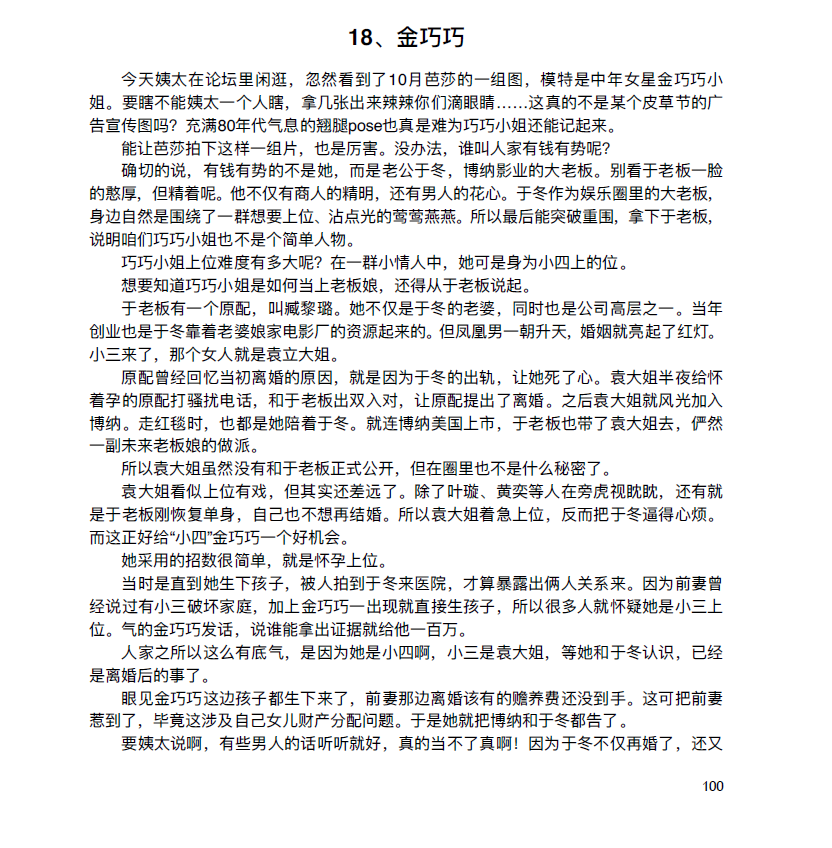 18、金巧巧
今天姨太在论坛里闲逛，忽然看到了10月芭莎的一组图，模特是中年女星金巧巧小
姐。要瞎不能姨太一个人瞎，拿几张出来辣辣你们滴眼睛……这真的不是某个皮草节的广
告宣传图吗？充满80年代气息的翘腿pose也真是难为巧巧小姐还能记起来。
能让芭莎拍下这样一组片，也是厉害。没办法，谁叫人家有钱有势呢？
确切的说，有钱有势的不是她，而是老公于冬，博纳影业的大老板。别看于老板一脸
的憨厚，但精着呢。他不仅有商人的精明，还有男人的花心。于冬作为娱乐圈里的大老板，
身边自然是围绕了一群想要上位、沾点光的莺莺燕燕。所以最后能突破重围，拿下于老板，
说明咱们巧巧小姐也不是个简单人物。
巧巧小姐上位难度有多大呢？在一群小情人中，她可是身为小四上的位。
想要知道巧巧小姐是如何当上老板娘，还得从于老板说起。
于老板有一个原配，叫臧黎璐。她不仅是于冬的老婆，同时也是公司高层之一。当年
创业也是于冬靠着老婆娘家电影厂的资源起来的。但凤凰男一朝升天，婚姻就亮起了红灯。
小三来了，那个女人就是袁立大姐。
原配曾经回忆当初离婚的原因，就是因为于冬的出轨，让她死了心。袁大姐半夜给怀
着孕的原配打骚扰电话，和于老板出双入对，让原配提出了离婚。之后袁大姐就风光加入
博纳。走红毯时，也都是她陪着于冬。就连博纳美国上市，于老板也带了袁大姐去，俨然
一副未来老板娘的做派。
所以袁大姐虽然没有和于老板正式公开，但在圈里也不是什么秘密了。
袁大姐看似上位有戏，但其实还差远了。除了叶璇、黄奕等人在旁虎视眈眈，还有就
是于老板刚恢复单身，自己也不想再结婚。所以袁大姐着急上位，反而把于冬逼得心烦。
而这正好给“小四”金巧巧一个好机会。
她采用的招数很简单，就是怀孕上位。
当时是直到她生下孩子，被人拍到于冬来医院，才算暴露出俩人关系来。因为前妻曾
经说过有小三破坏家庭，加上金巧巧一出现就直接生孩子，所以很多人就怀疑她是小三上
位。气的金巧巧发话，说谁能拿出证据就给他一百万。
人家之所以这么有底气，是因为她是小四啊，小三是袁大姐，等她和于冬认识，已经
是离婚后的事了。
眼见金巧巧这边孩子都生下来了，前妻那边离婚该有的赡养费还没到手。这可把前妻
惹到了，毕竟这涉及自己女儿财产分配问题。于是她就把博纳和于冬都告了。
要姨太说啊，有些男人的话听听就好，真的当不了真啊！因为于冬不仅再婚了，还又
100